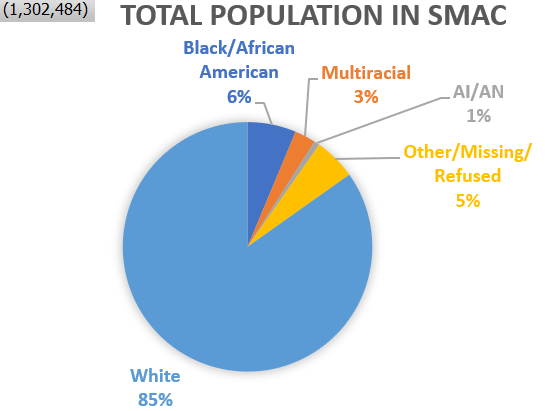 (1,302,484)
TOTAL POPULATION IN SMAC
Black/African
American
6%
Multiracial
3%
AI/AN
1%
Other/Missing/
Refused
5%
White
85%